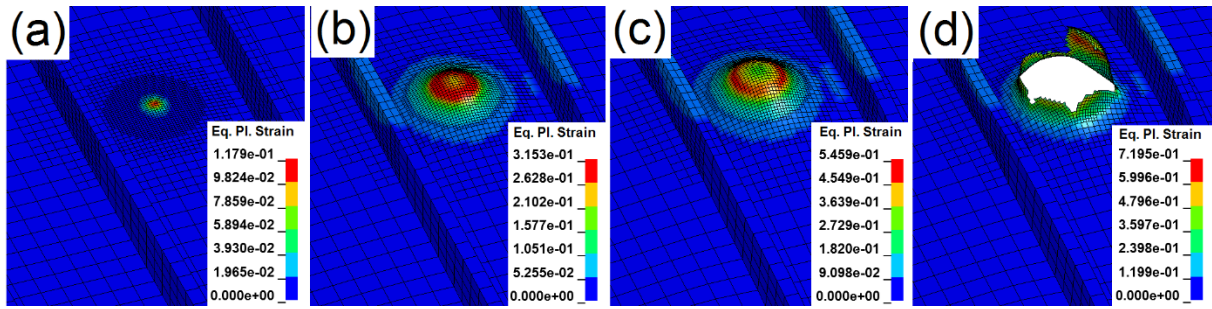 (a)
Eq. Pl. Strain
1.179e-01
9.824e-02
7.859e-02
5.894e-02
3.930e-02
1.965e-02
0.000e+00
(b)
Eq. Pl. Strain
3.153e-01
2.628e-01
2.102e-01
1.577e-01
1.051e-01
5.255e-02
0.000e+00
(c)
Eq. Pl. Strain
5.459e-01
4.549e-01
3.639e-01
2.729e-01
1.820e-01
9.098e-02
0.000e+00
(d)
Eq. Pl. Strain
7.195e-01
5.996e-01
4.796e-01
3.597e-01
2.398e-01
1.199e-01
0.000e+00